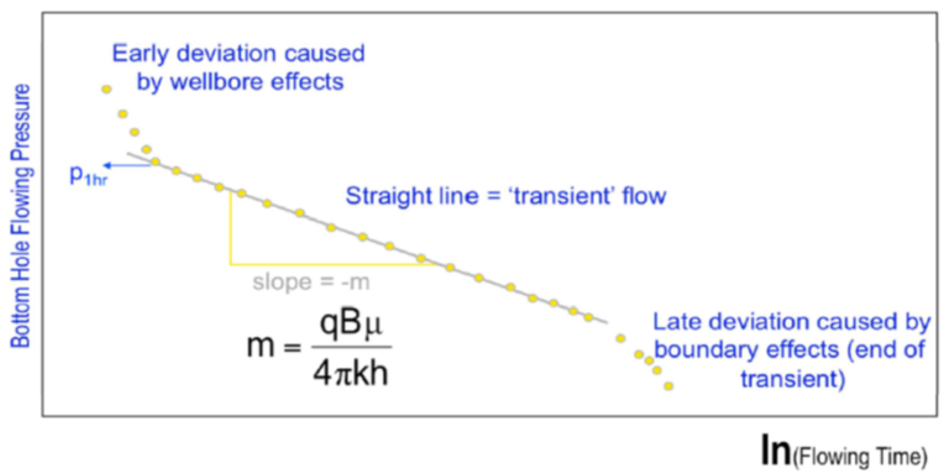 Early deviation caused
by wellbore effects
Bottom Hole Flowing Pressure
p1hr
Straight line = ‘transient’ flow
slope = -m
m = qBμ
4πkh
Late deviation caused by
boundary effects (end of
transient)
ln(Flowing Time)